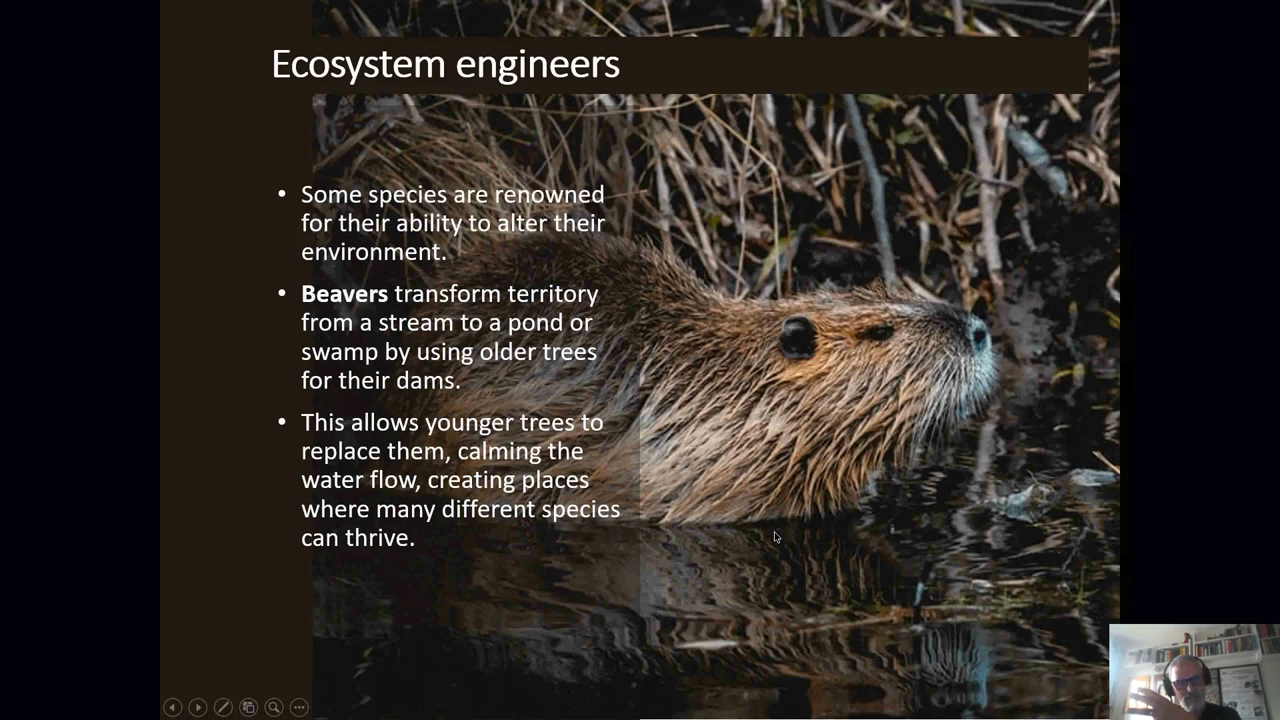 Ecosystem engineers
• Some species are renowned
for their ability to alter their
environment.
• Beavers transform territory
from a stream to a pond or
swamp by using older trees
for their dams.
• This allows younger trees to
replace them, calming the
water flow, creating places
where many different species
can thrive.